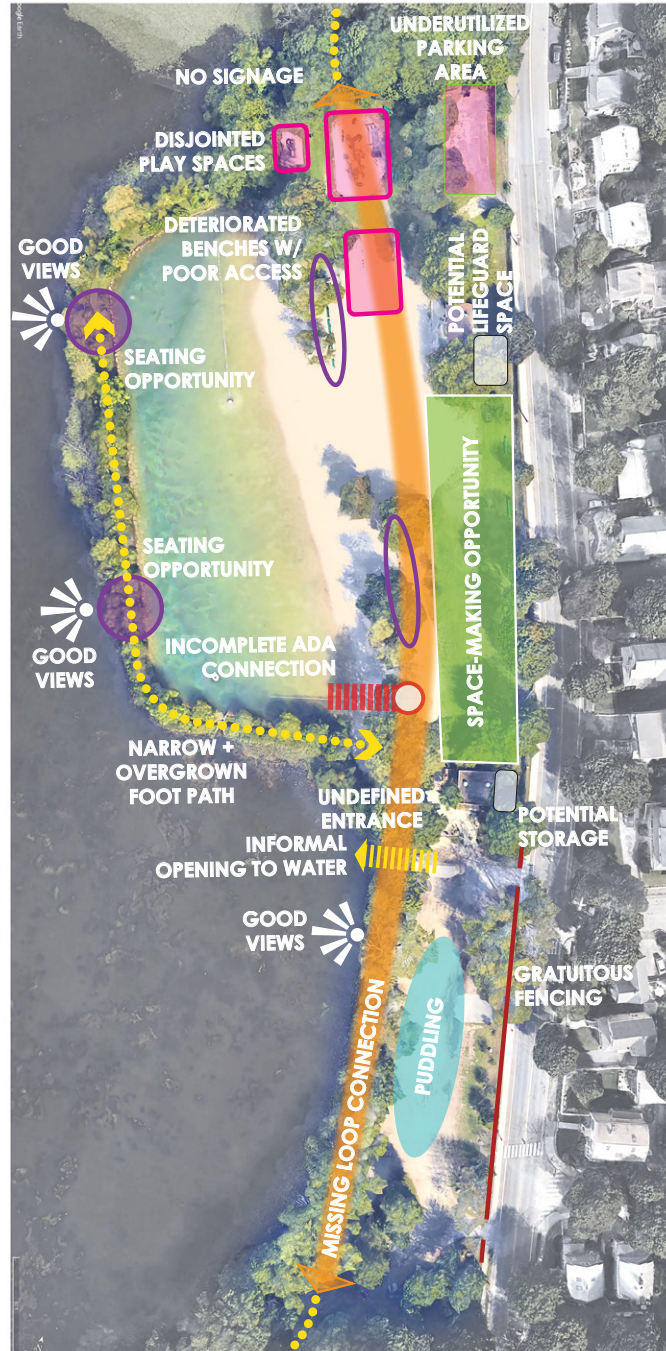 UNDERUTILIZED
PARKING
AREA
NO SIGNAGE
DISJOINTED
PLAY SPACES
DETERIORATED
BENCHES W/
POOR ACCESS
GOOD
VIEWS
POTENTIAL
LIFEGUARD
SPACE
SEATING
OPPORTUNITY
SPACE-MAKING OPPORTUNITY
SEATING
OPPORTUNITY
GOOD
VIEWS
INCOMPLETE ADA
CONNECTION
NARROW +
OVERGROWN
FOOT PATH
UNDEFINED
ENTRANCE
POTENTIAL
STORAGE
INFORMAL
OPENING TO WATER
GOOD
VIEWS
GRATUITOUS
FENCING
PUDDLING
MISSING LOOP CONNECTION